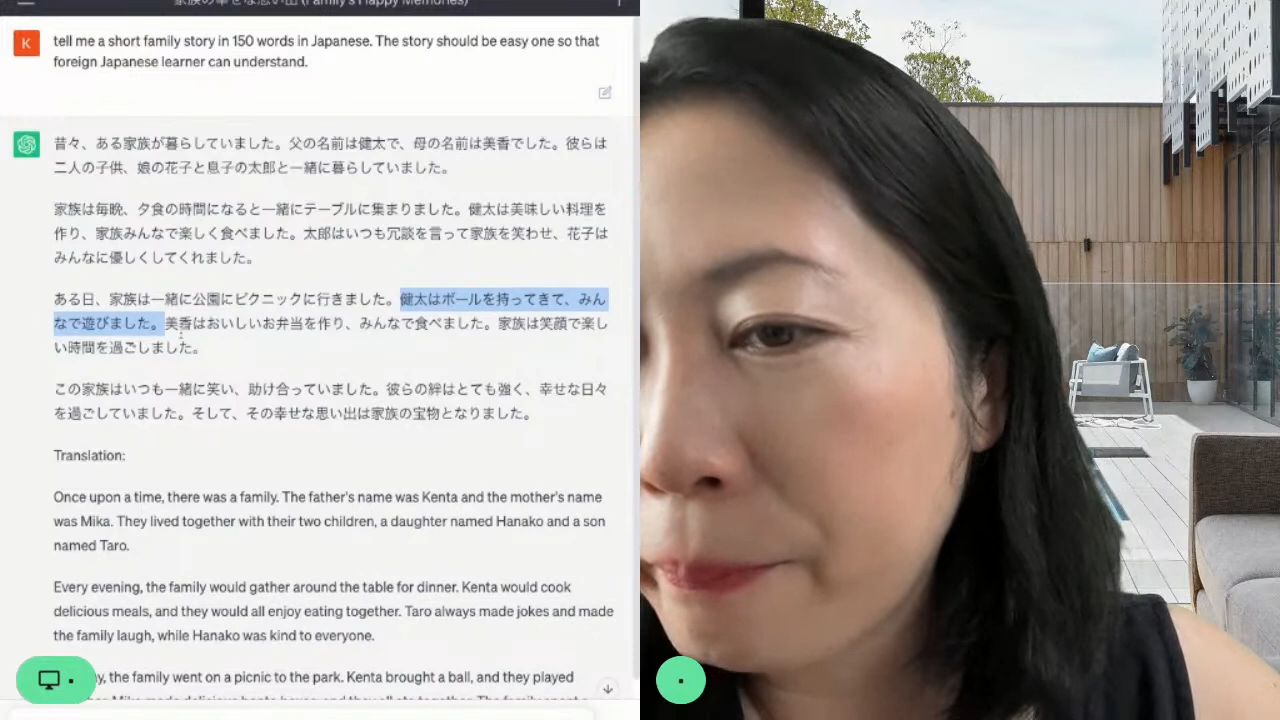 家族の幸せな思い出 (Family's Happy Memories)
K
tell me a short family story in 150 words in Japanese. The story should be easy one so that
foreign Japanese learner can understand.
昔々、ある家族が暮らしていました。父の名前は健太で、母の名前は美香でした。彼らは
二人の子供、娘の花子と息子の太郎と一緒に暮らしていました。
家族は毎晩、夕食の時間になると一緒にテーブルに集まりました。健太は美味しい料理を
作り、家族みんなで楽しく食べました。太郎はいつも冗談を言って家族を笑わせ、花子は
みんなに優しくしてくれました。
ある日、家族は一緒に公園にピクニックに行きました。健太はボールを持ってきて、みん
なで遊びました。美香はおいしいお弁当を作り、みんなで食べました。家族は笑顔で楽し
い時間を過ごしました。
この家族はいつも一緒に笑い、助け合っていました。彼らの絆はとても強く、幸せな日々
を過ごしていました。そして、その幸せな思い出は家族の宝物となりました。
Translation:
Once upon a time, there was a family. The father's name was Kenta and the mother's name
was Mika. They lived together with their two children, a daughter named Hanako and a son
named Taro.
Every evening, the family would gather around the table for dinner. Kenta would cook
delicious meals, and they would all enjoy eating together. Taro always made jokes and made
the family laugh, while Hanako was kind to everyone.
the family went on a picnic to the park. Kenta brought a ball, and they played